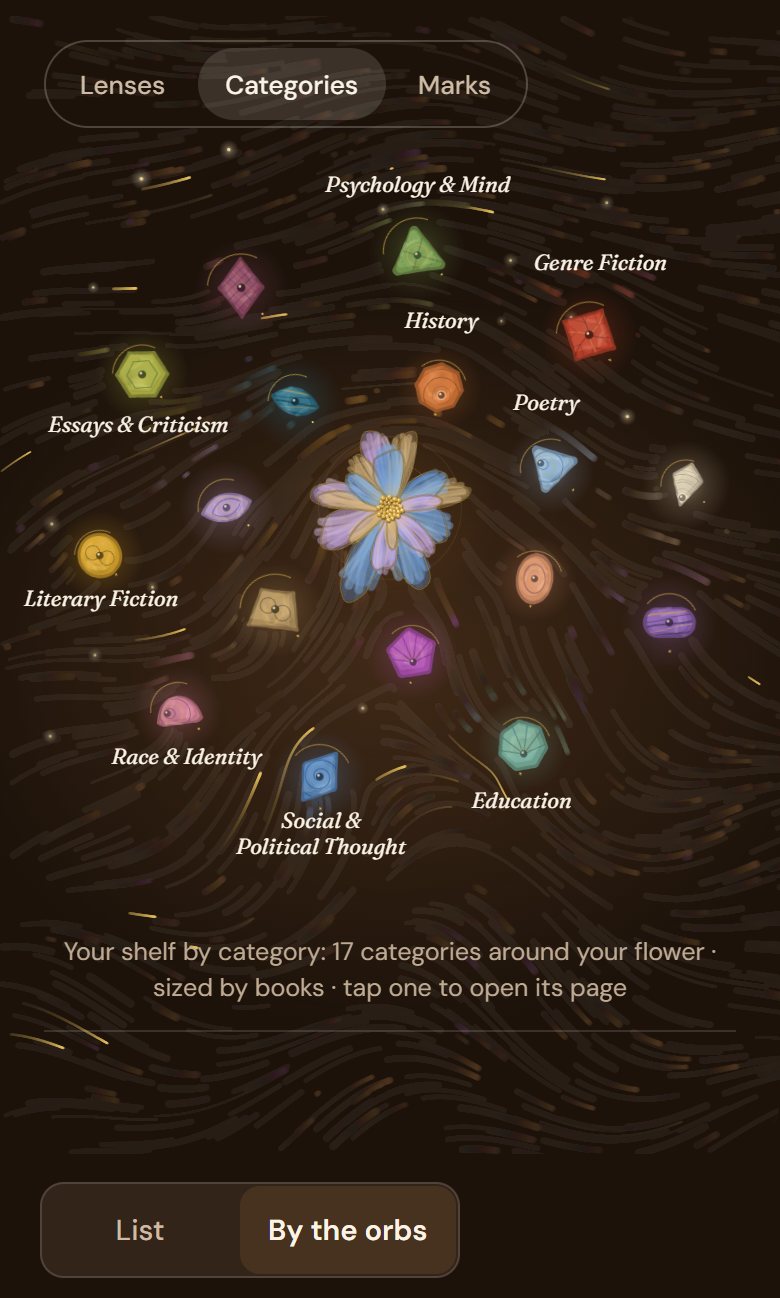 Lenses
Categories
Marks
Psychology & Mind
Genre Fiction
History
Poetry
Essays & Criticism
Literary Fiction
Race & Identity
Education
Social &
Political Thought
Your shelf by category: 17 categories around your flower ·
sized by books · tap one to open its page
List
By the orbs